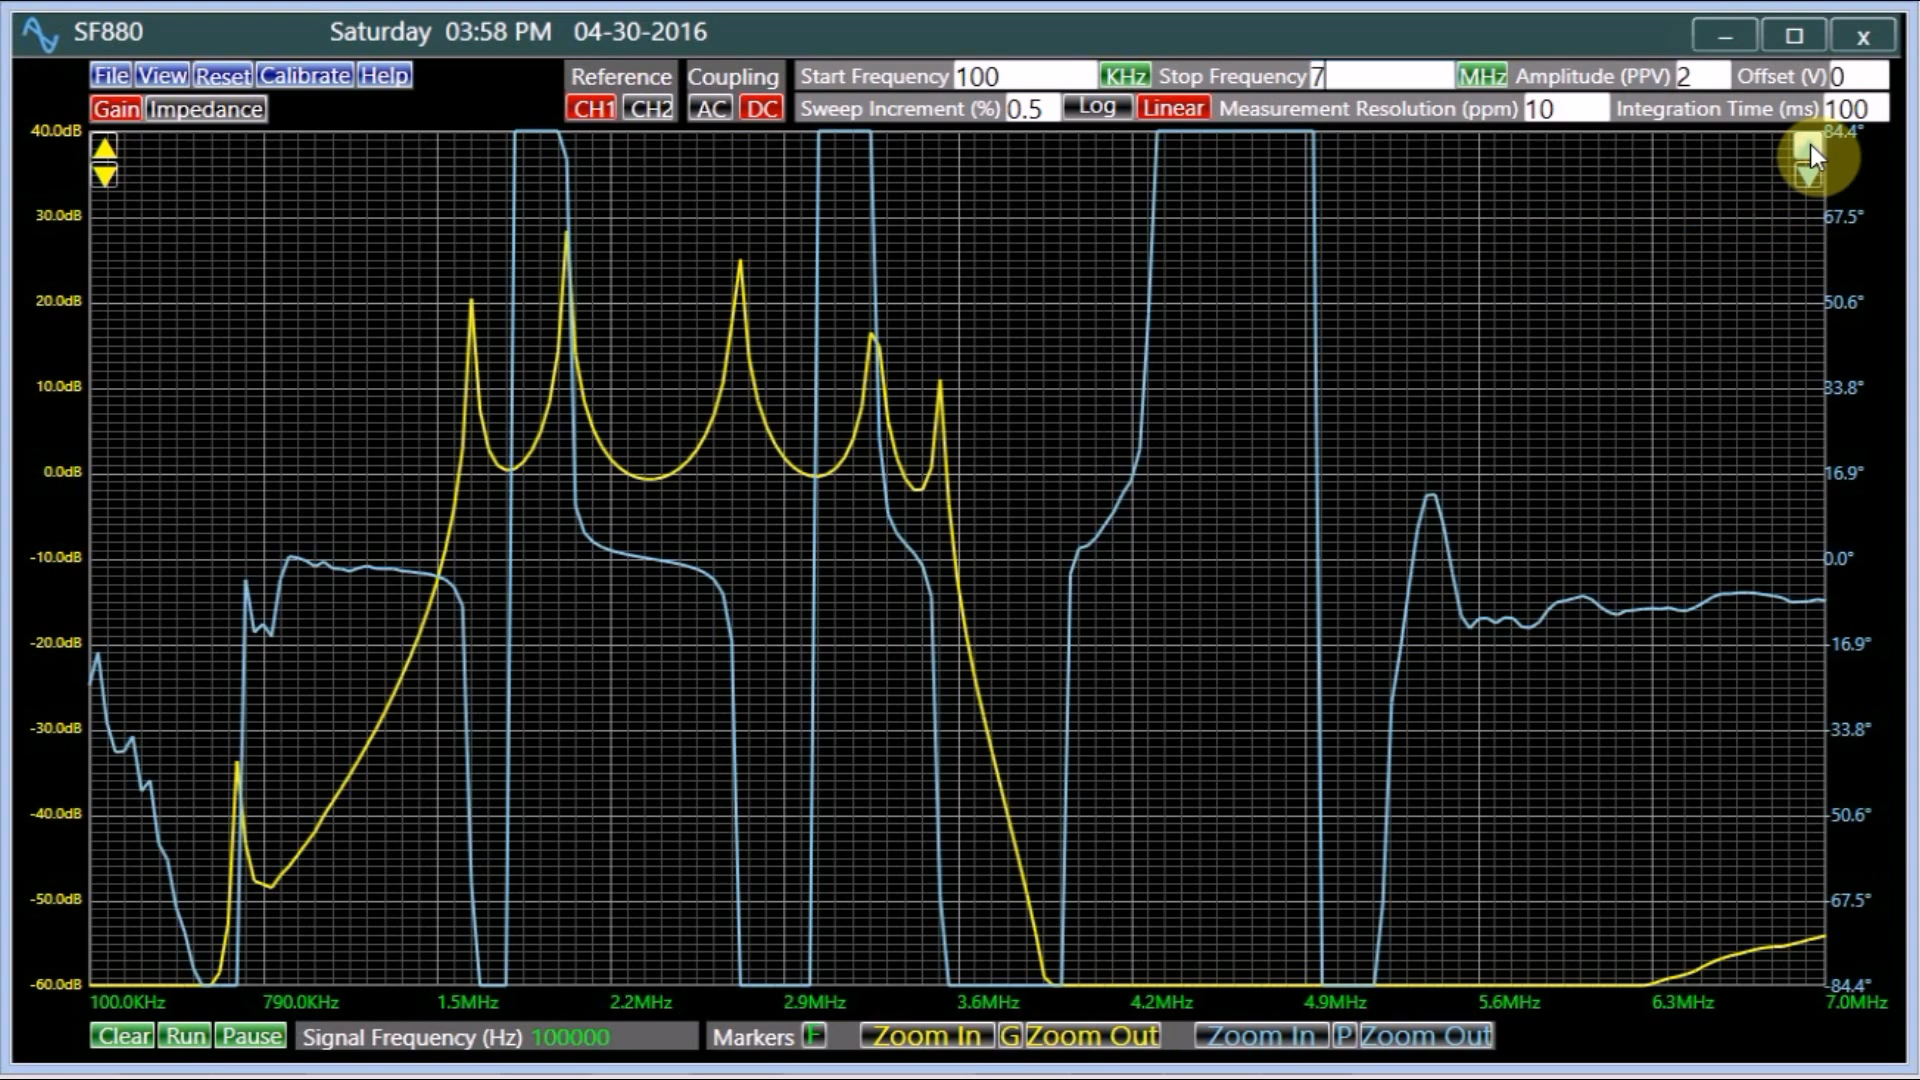 SF880 Saturday 03:58 PM 04-30-2016 – x
File View Reset Calibrate Help Reference Coupling Start Frequency 100 KHz Stop Frequency 7 MHz Amplitude (PPV) 2 Offset (V) 0
Gain Impedance CH1 CH2 AC DC Sweep Increment (%) 0.5 Log Linear Measurement Resolution (ppm) 10 Integration Time (ms) 100
40.0dB 84.4°
30.0dB 67.5°
20.0dB 50.6°
10.0dB 33.8°
0.0dB 16.9°
-10.0dB 0.0°
-20.0dB -16.9°
-30.0dB -33.8°
-40.0dB -50.6°
-50.0dB -67.5°
-60.0dB -84.4°
100.0KHz 790.0KHz 1.5MHz 2.2MHz 2.9MHz 3.6MHz 4.2MHz 4.9MHz 5.6MHz 6.3MHz 7.0MHz
Clear Run Pause Signal Frequency (Hz) 100000 Markers F Zoom In G Zoom Out Zoom In P Zoom Out